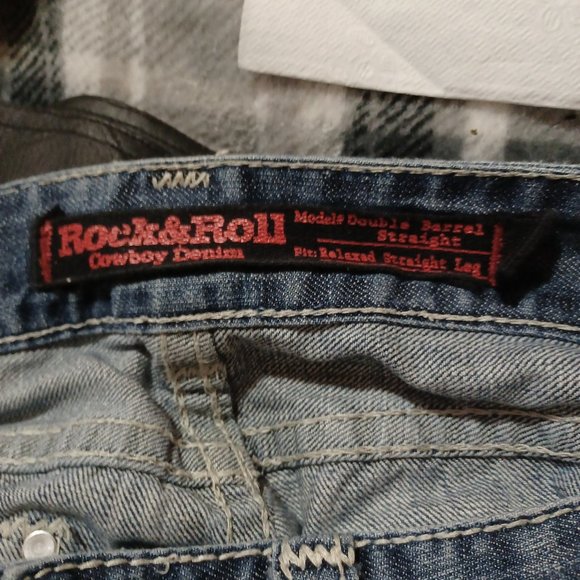 Rock&Roll
Cowboy Denim
Model# Double Barrel
Straight
Fit: Relaxed Straight Leg